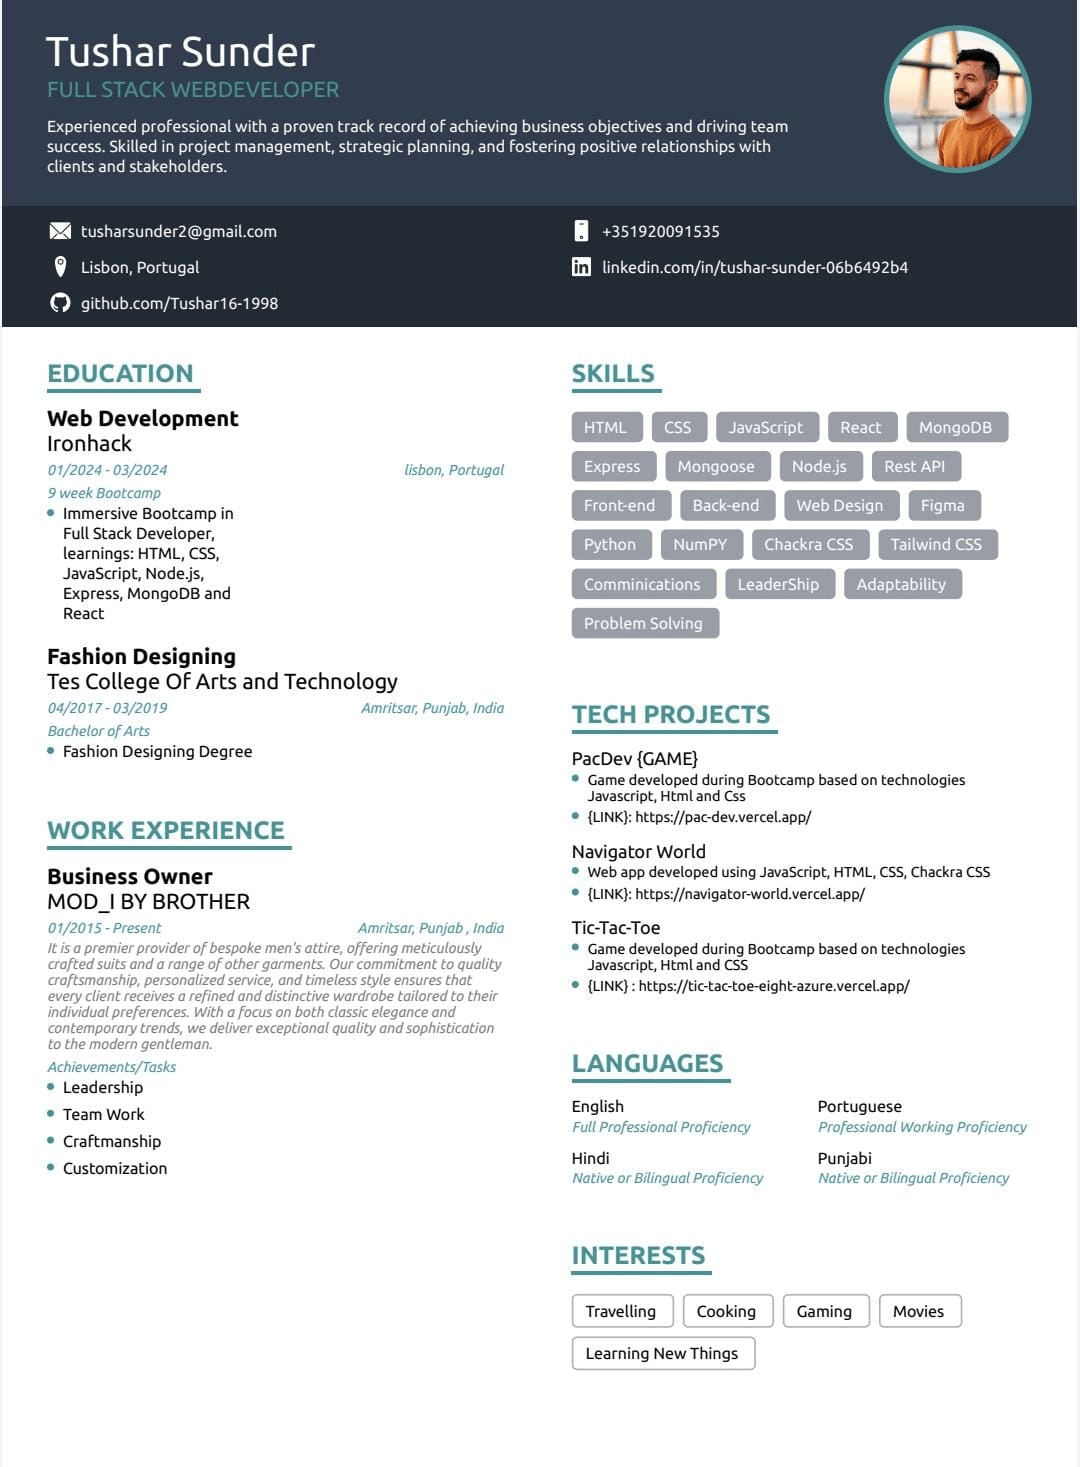 Tushar Sunder
FULL STACK WEBDEVELOPER
Experienced professional with a proven track record of achieving business objectives and driving team
success. Skilled in project management, strategic planning, and fostering positive relationships with
clients and stakeholders.
tusharsunder2@gmail.com
+351920091535
Lisbon, Portugal
linkedin.com/in/tushar-sunder-06b6492b4
github.com/Tushar16-1998
EDUCATION
Web Development
Ironhack
01/2024 - 03/2024 lisbon, Portugal
9 week Bootcamp
Immersive Bootcamp in
Full Stack Developer,
learnings: HTML, CSS,
JavaScript, Node.js,
Express, MongoDB and
React
Fashion Designing
Tes College Of Arts and Technology
04/2017 - 03/2019 Amritsar, Punjab, India
Bachelor of Arts
Fashion Designing Degree
WORK EXPERIENCE
Business Owner
MOD_I BY BROTHER
01/2015 - Present Amritsar, Punjab , India
It is a premier provider of bespoke men's attire, offering meticulously
crafted suits and a range of other garments. Our commitment to quality
craftsmanship, personalized service, and timeless style ensures that
every client receives a refined and distinctive wardrobe tailored to their
individual preferences. With a focus on both classic elegance and
contemporary trends, we deliver exceptional quality and sophistication
to the modern gentleman.
Achievements/Tasks
Leadership
Team Work
Craftmanship
Customization
SKILLS
HTML CSS JavaScript React MongoDB
Express Mongoose Node.js Rest API
Front-end Back-end Web Design Figma
Python NumPY Chackra CSS Tailwind CSS
Comminications LeaderShip Adaptability
Problem Solving
TECH PROJECTS
PacDev {GAME}
Game developed during Bootcamp based on technologies
Javascript, Html and Css
{LINK}: https://pac-dev.vercel.app/
Navigator World
Web app developed using JavaScript, HTML, CSS, Chackra CSS
{LINK}: https://navigator-world.vercel.app/
Tic-Tac-Toe
Game developed during Bootcamp based on technologies
Javascript, Html and CSS
{LINK} : https://tic-tac-toe-eight-azure.vercel.app/
LANGUAGES
English Portuguese
Full Professional Proficiency Professional Working Proficiency
Hindi Punjabi
Native or Bilingual Proficiency Native or Bilingual Proficiency
INTERESTS
Travelling Cooking Gaming Movies
Learning New Things